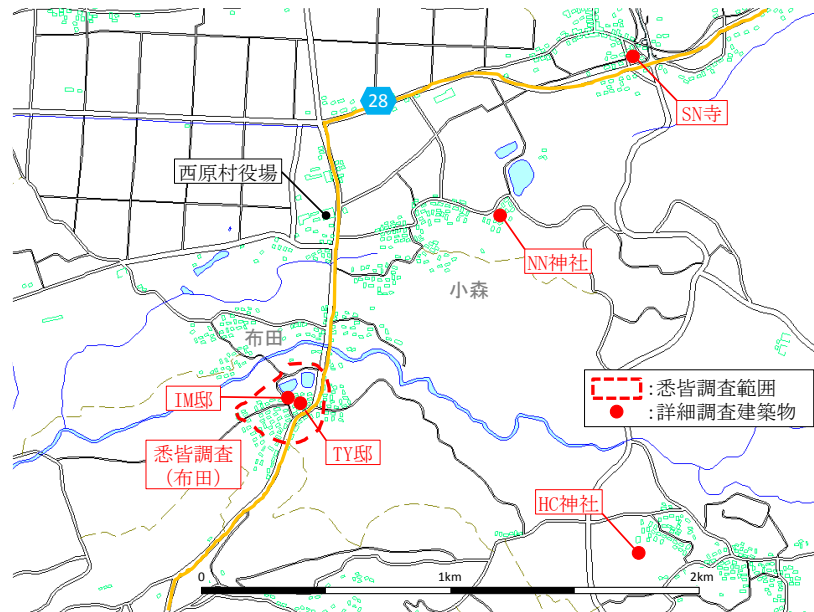 28
SN寺
西原村役場
NN神社
小森
布田
IM邸
悉皆調査
(布田)
TY邸
:悉皆調査範囲
:詳細調査建築物
HC神社
0
1km
2km